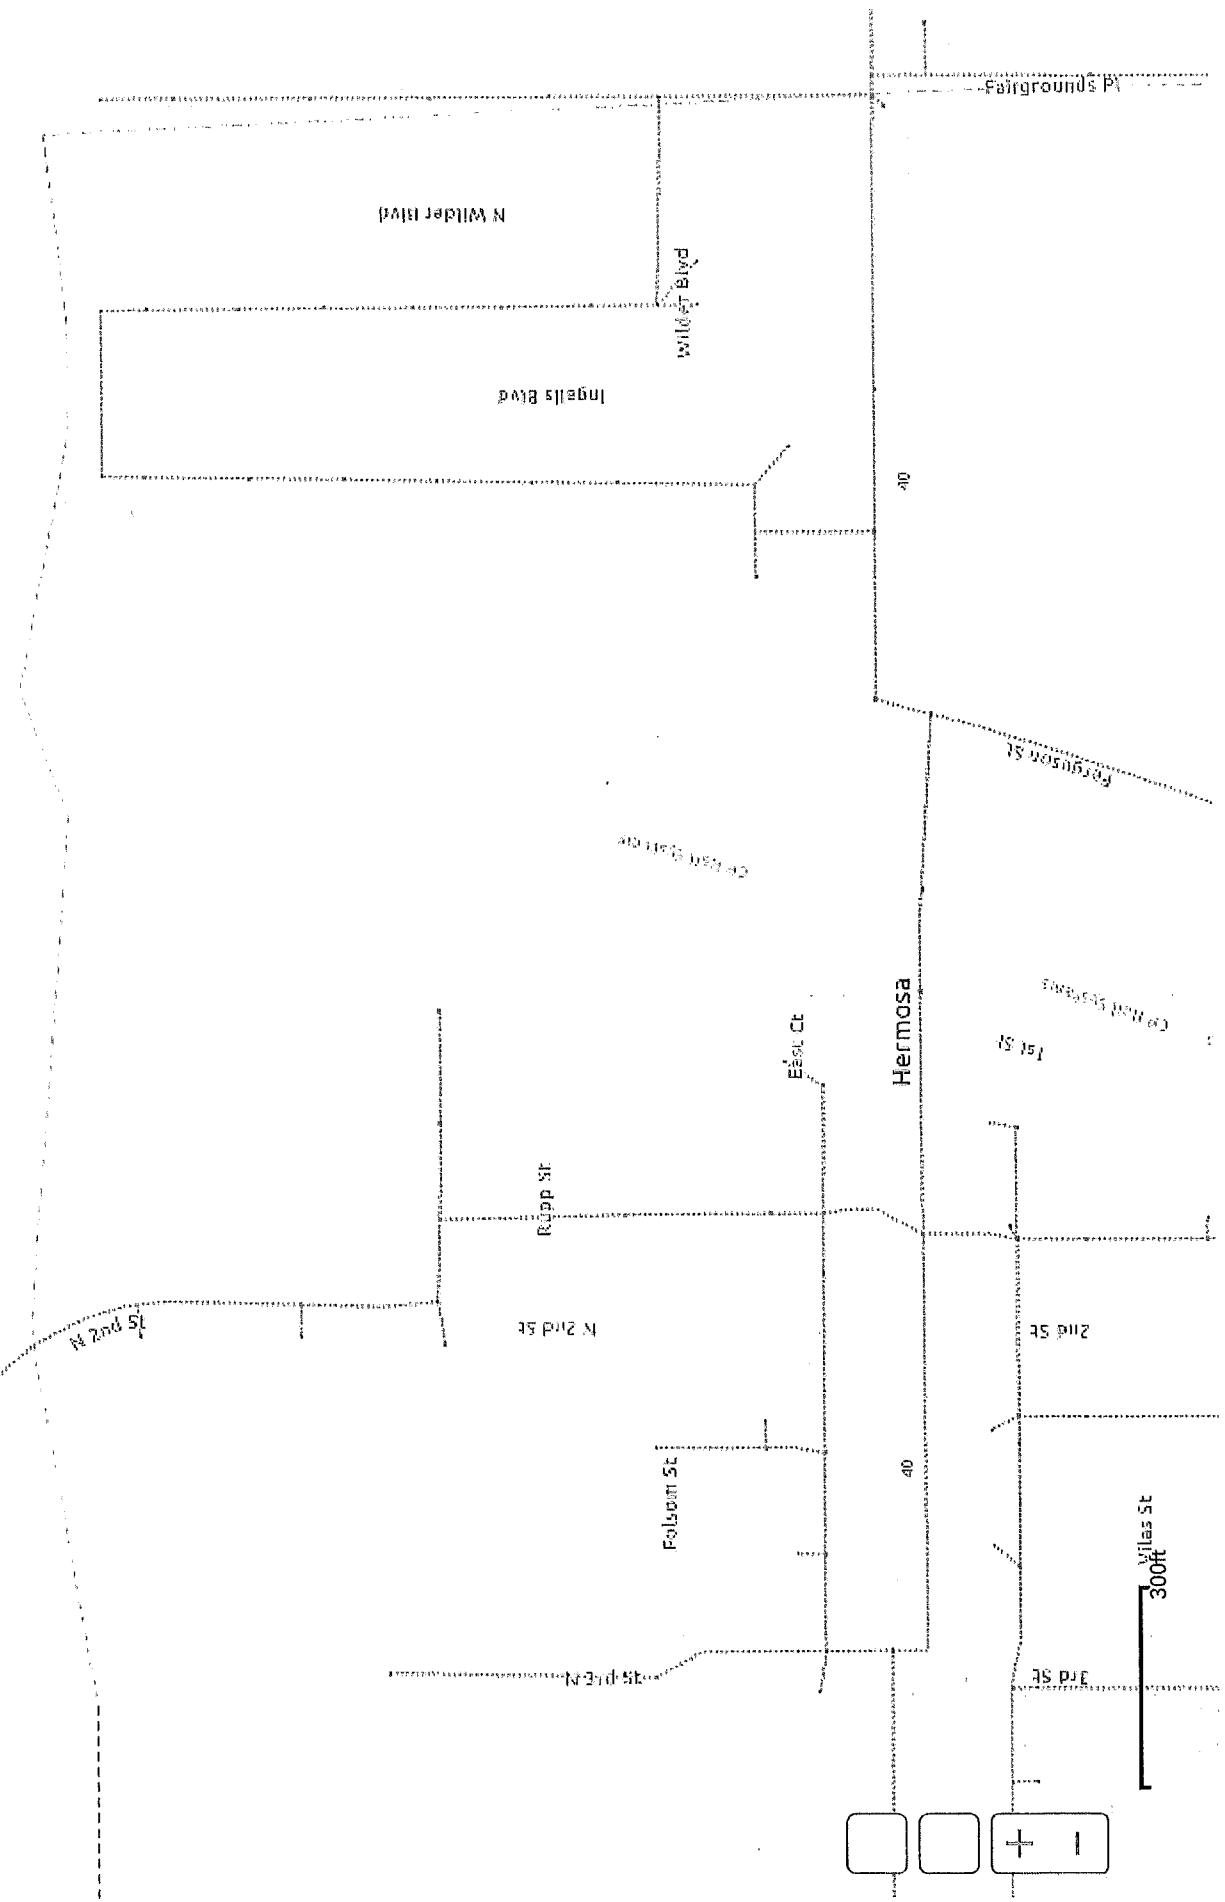 Fairgrounds Pl
N Wilder Blvd
Wilder Blvd
Ingalls Blvd
40
Ferguson St
Hermosa
1st St
East Ct
Rupp St
N 2nd St
N 2nd St
2nd St
Folsom St
40
Vilas St
300ft
N 3rd St
3rd St
+
−